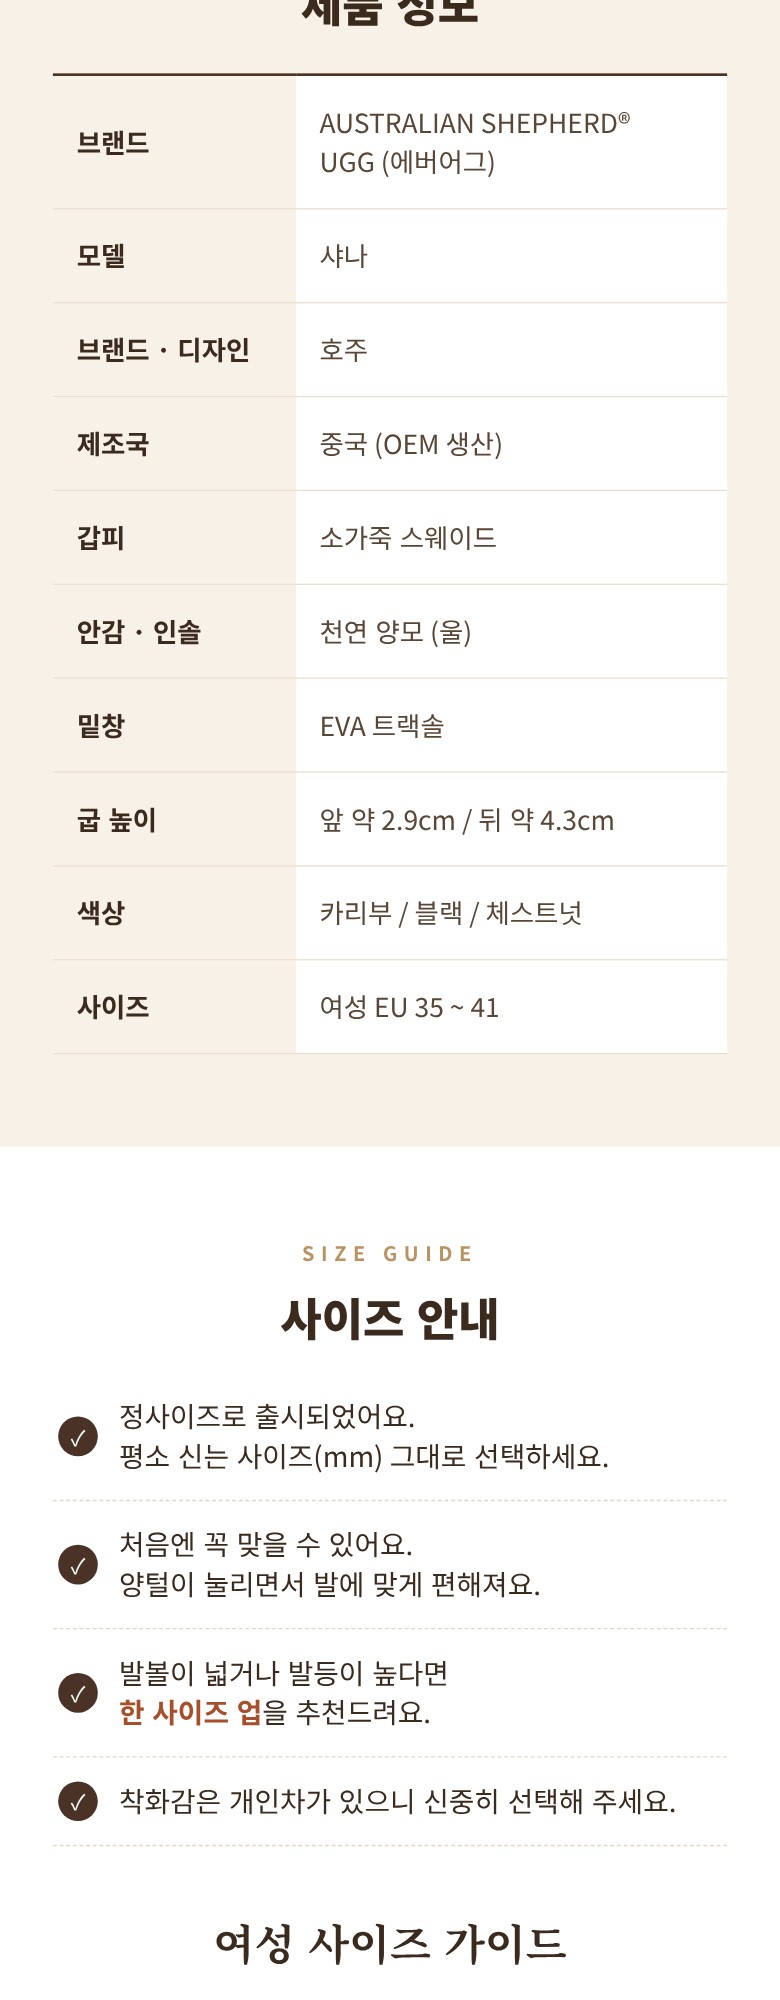 제품 정보
브랜드
AUSTRALIAN SHEPHERD®
UGG (에버어그)
모델
샤나
브랜드 · 디자인
호주
제조국
중국 (OEM 생산)
갑피
소가죽 스웨이드
안감 · 인솔
천연 양모 (울)
밑창
EVA 트랙솔
굽 높이
앞 약 2.9cm / 뒤 약 4.3cm
색상
카리부 / 블랙 / 체스트넛
사이즈
여성 EU 35 ~ 41
SIZE GUIDE
사이즈 안내
정사이즈로 출시되었어요.
평소 신는 사이즈(mm) 그대로 선택하세요.
처음엔 꼭 맞을 수 있어요.
양털이 눌리면서 발에 맞게 편해져요.
발볼이 넓거나 발등이 높다면
한 사이즈 업을 추천드려요.
착화감은 개인차가 있으니 신중히 선택해 주세요.
여성 사이즈 가이드